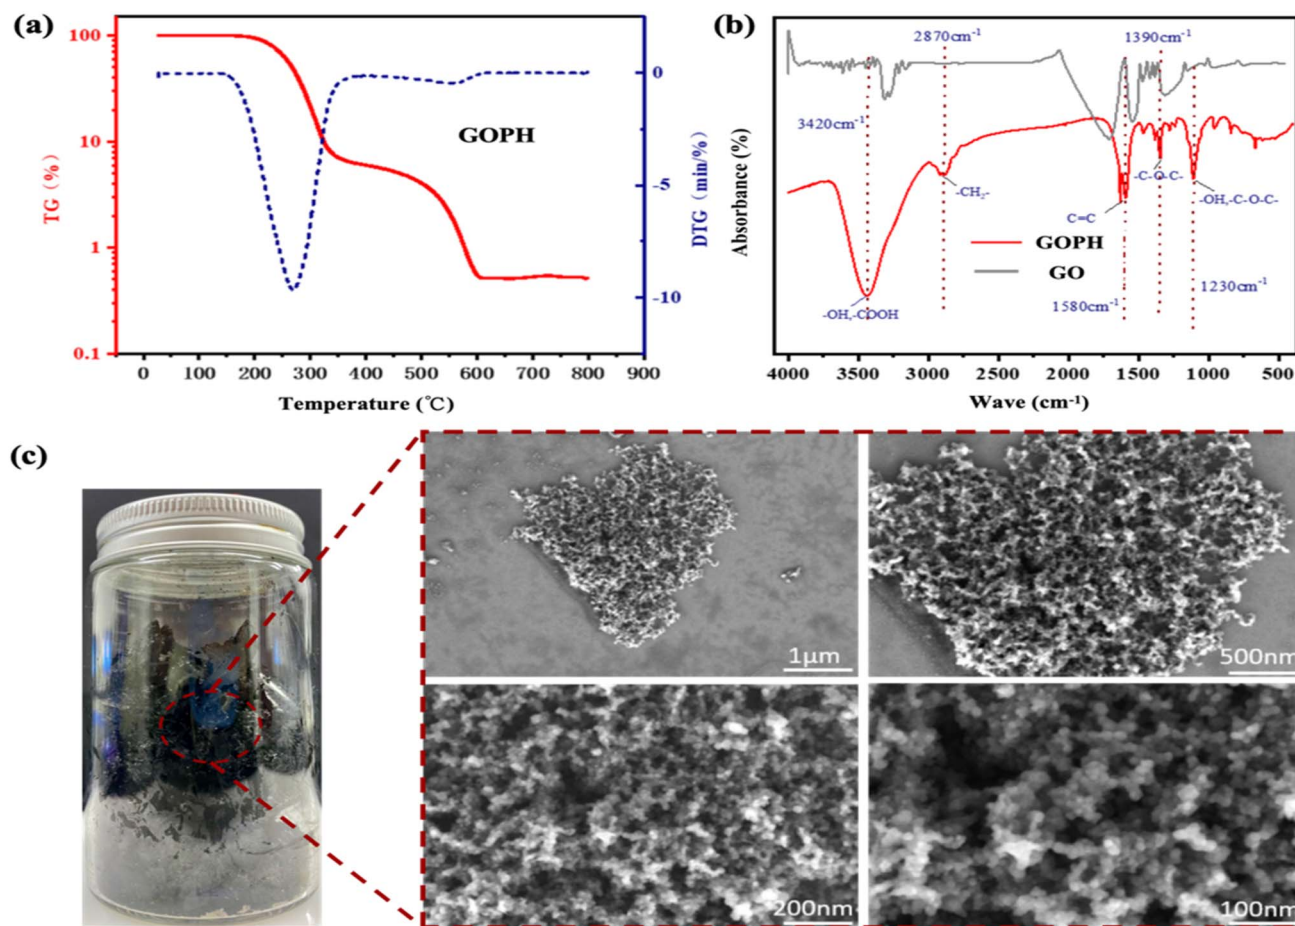 (a)
100
10
1
0.1
TG (%)
GOPH
0
-5
-10
DTG (min/%)
0 100 200 300 400 500 600 700 800 900
Temperature (℃)
(b)
2870cm-1
1390cm-1
3420cm-1
-CH2-
C=C
-C-O-C-
-OH,-C-O-C-
GOPH
GO
-OH,-COOH
1580cm-1
1230cm-1
Absorbance (%)
4000 3500 3000 2500 2000 1500 1000 500
Wave (cm-1)
(c)
1μm
500nm
200nm
100nm